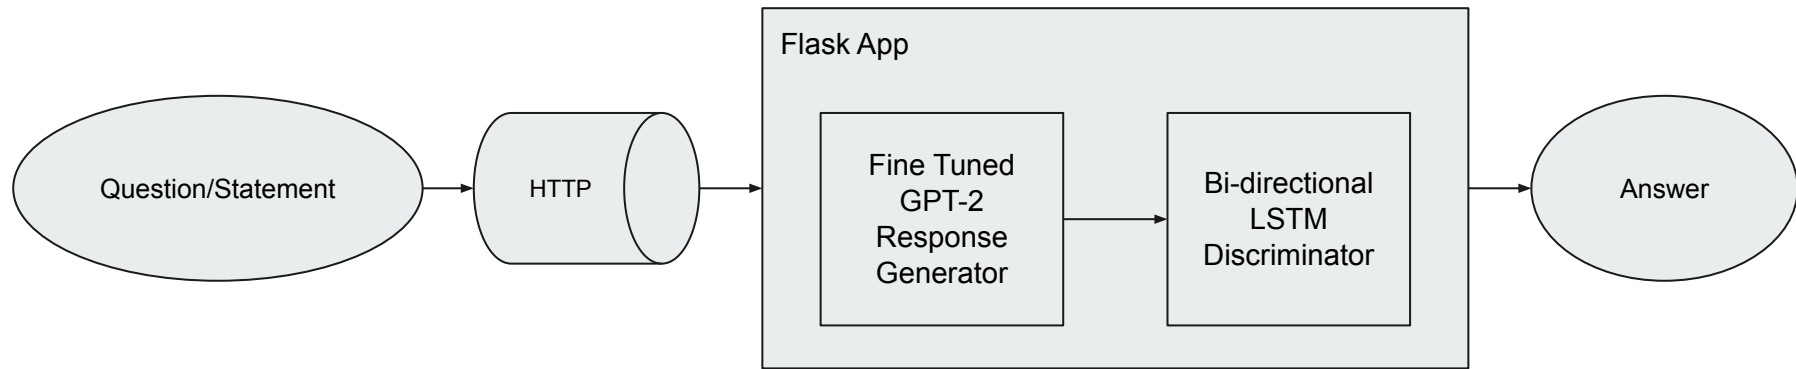 Flask App
Question/Statement
HTTP
Fine Tuned
GPT-2
Response
Generator
Bi-directional
LSTM
Discriminator
Answer